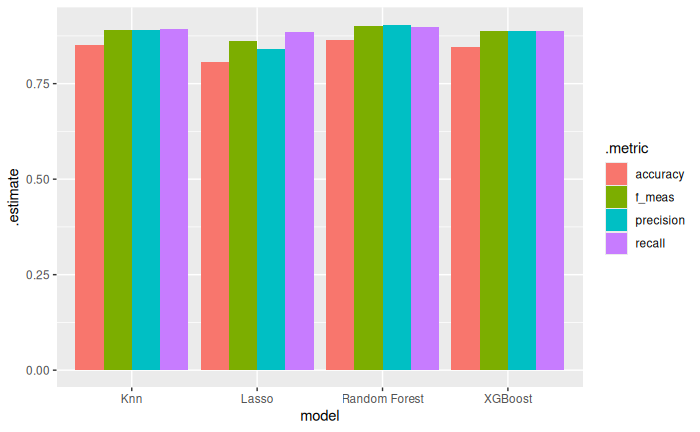 .estimate
0.75
0.50
0.25
0.00
Knn
Lasso
Random Forest
XGBoost
model
.metric
accuracy
f_meas
precision
recall